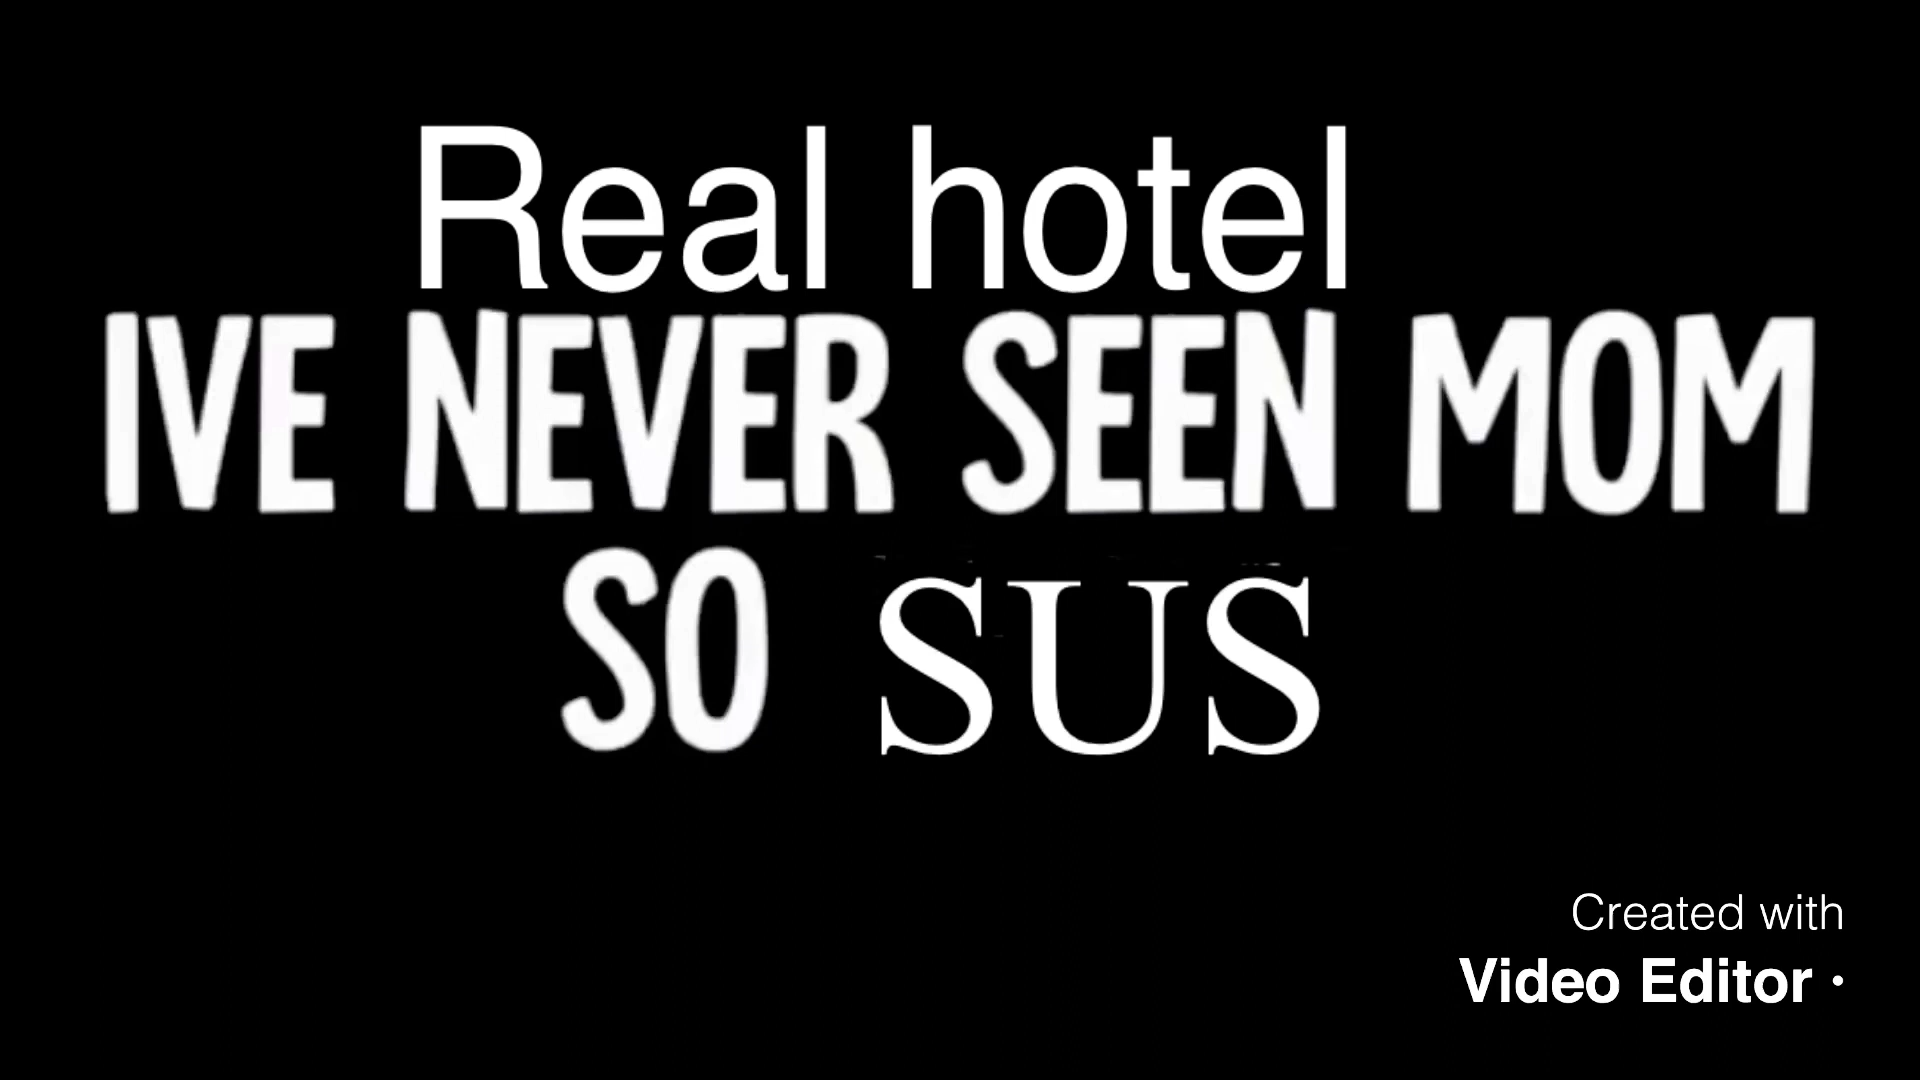 Real hotel
IVE NEVER SEEN MOM
SO SUS
Created with
Video Editor ·